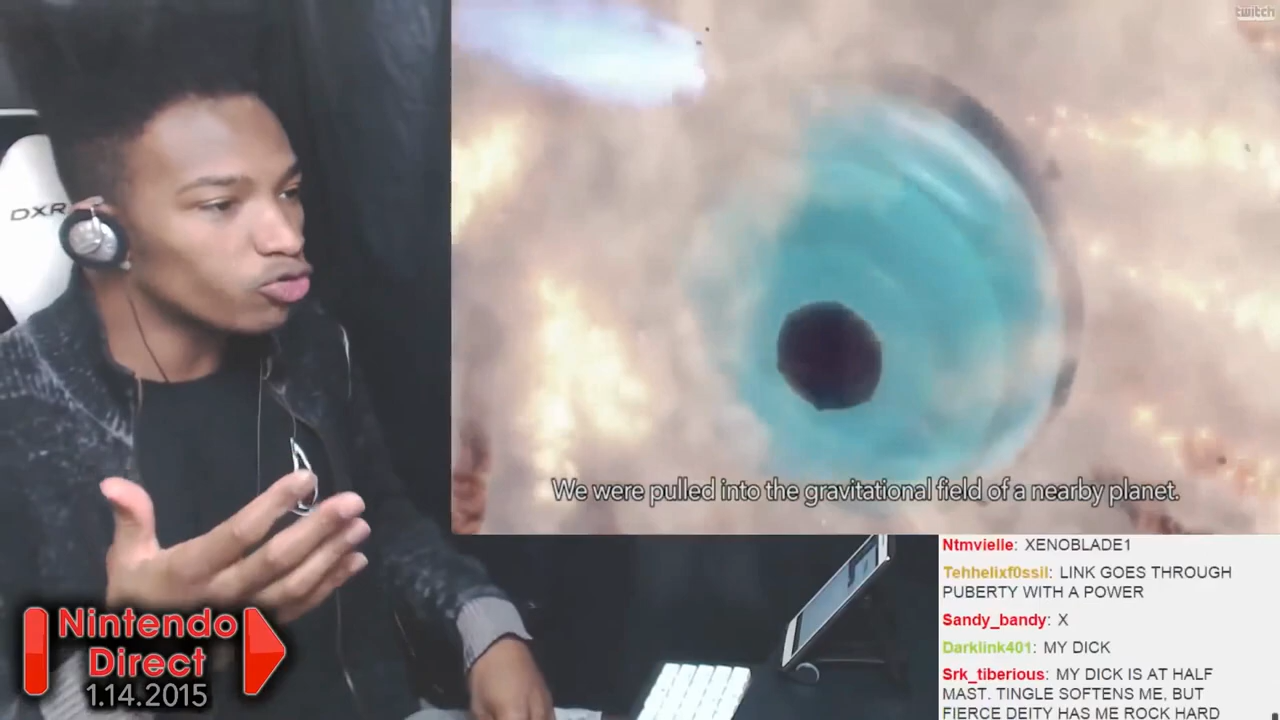 twitch
DXR
We were pulled into the gravitational field of a nearby planet.
Ntmvielle: XENOBLADE1
Tehhelixf0ssil: LINK GOES THROUGH
PUBERTY WITH A POWER
Sandy_bandy: X
Darklink401: MY DICK
Srk_tiberious: MY DICK IS AT HALF
MAST. TINGLE SOFTENS ME, BUT
FIERCE DEITY HAS ME ROCK HARD
Nintendo
Direct
1.14.2015